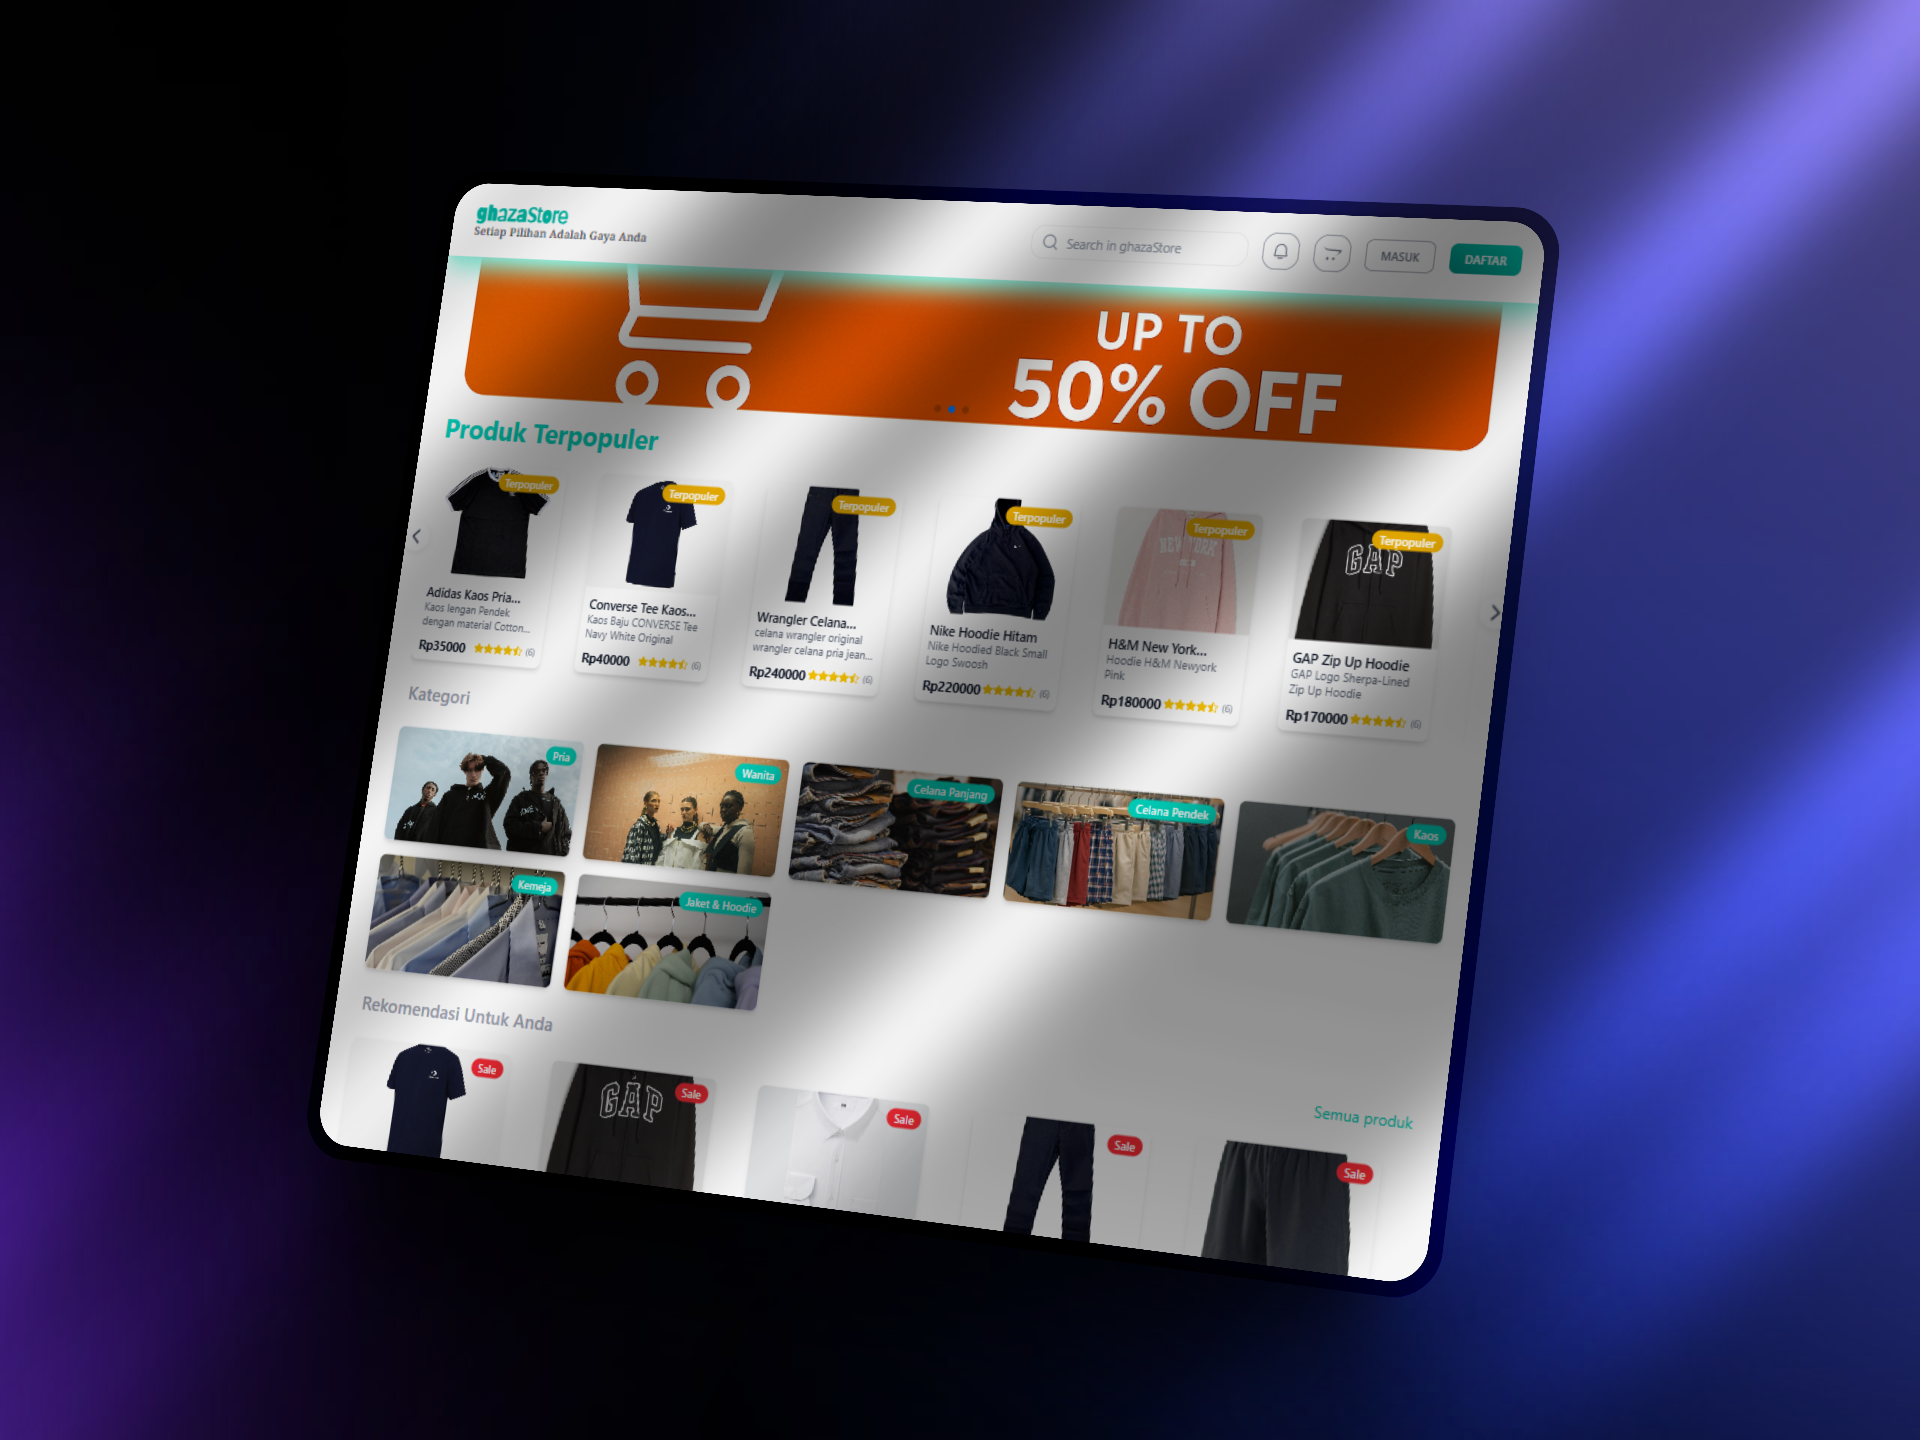 ghazaStore
Setiap Pilihan Adalah Gaya Anda
Search in ghazaStore
MASUK
DAFTAR
UP TO
50% OFF
Produk Terpopuler
Terpopuler
Adidas Kaos Pria...
Kaos lengan Pendek
dengan material Cotton...
Rp35000
(6)
Terpopuler
Converse Tee Kaos...
Kaos Baju CONVERSE Tee
Navy White Original
Rp40000
(6)
Terpopuler
Wrangler Celana...
celana wrangler original
wrangler celana pria jean...
Rp240000
(6)
Terpopuler
Nike Hoodie Hitam
Nike Hoodied Black Small
Logo Swoosh
Rp220000
(6)
Terpopuler
NEW YORK
H&M New York...
Hoodie H&M Newyork
Pink
Rp180000
(6)
Terpopuler
GAP
GAP Zip Up Hoodie
GAP Logo Sherpa-Lined
Zip Up Hoodie
Rp170000
(6)
Kategori
Pria
Wanita
Celana Panjang
Celana Pendek
Kaos
Kemeja
Jaket & Hoodie
Rekomendasi Untuk Anda
Semua produk
Sale
GAP
Sale
Sale
Sale
Sale